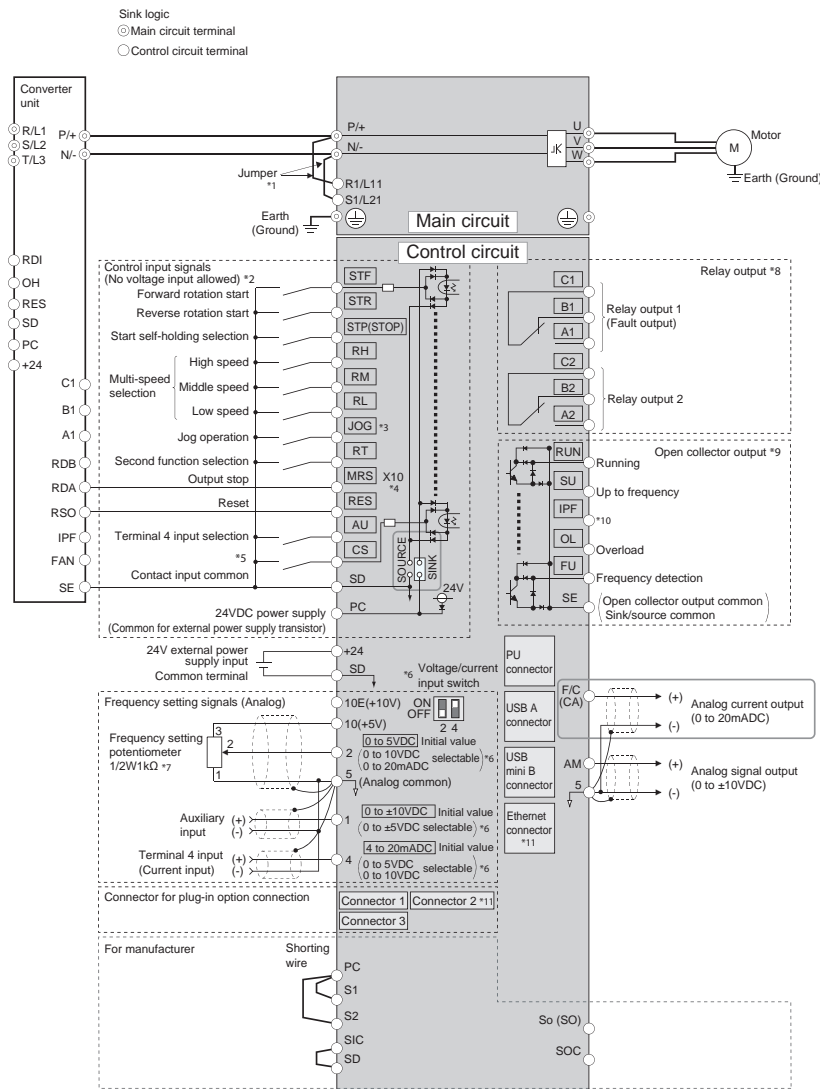 Sink logic
Main circuit terminal
Control circuit terminal
Converter
unit
R/L1
S/L2
T/L3
P/+
N/-
RDI
OH
RES
SD
PC
+24
C1
B1
A1
RDB
RDA
RSO
IPF
FAN
SE
Jumper
*1
Earth
(Ground)
P/+
N/-
R1/L11
S1/L21
Main circuit
U
V
W
M
Motor
Earth (Ground)
Control circuit
Control input signals
(No voltage input allowed) *2
Forward rotation start
Reverse rotation start
Start self-holding selection
Multi-speed
selection
High speed
Middle speed
Low speed
Jog operation
Second function selection
Output stop
Reset
Terminal 4 input selection
*5
Contact input common
24VDC power supply
(Common for external power supply transistor)
STF
STR
STP(STOP)
RH
RM
RL
JOG *3
RT
MRS X10
*4
RES
AU
CS
SD
PC
SOURCE
SINK
24V
Relay output *8
C1
B1
A1
Relay output 1
(Fault output)
C2
B2
A2
Relay output 2
Open collector output *9
RUN
Running
SU
Up to frequency
IPF
*10
OL
Overload
FU
Frequency detection
SE
(Open collector output common
Sink/source common)
24V external power
supply input
Common terminal
+24
SD
*6 Voltage/current
input switch
ON
OFF
2 4
Frequency setting signals (Analog)
Frequency setting
potentiometer
1/2W1kΩ *7
3
2
1
10E(+10V)
10(+5V)
2
0 to 5VDC Initial value
(0 to 10VDC
0 to 20mADC selectable) *6
5
(Analog common)
Auxiliary
input
(+)
(-)
1
0 to ±10VDC Initial value
(0 to ±5VDC selectable) *6
Terminal 4 input
(Current input)
(+)
(-)
4
4 to 20mADC Initial value
(0 to 5VDC
0 to 10VDC selectable) *6
PU
connector
USB A
connector
USB
mini B
connector
Ethernet
connector
*11
F/C
(CA)
(+)
(-)
Analog current output
(0 to 20mADC)
AM
5
(+)
(-)
Analog signal output
(0 to ±10VDC)
Connector for plug-in option connection
Connector 1
Connector 2 *11
Connector 3
For manufacturer
Shorting
wire
PC
S1
S2
SIC
SD
So (SO)
SOC